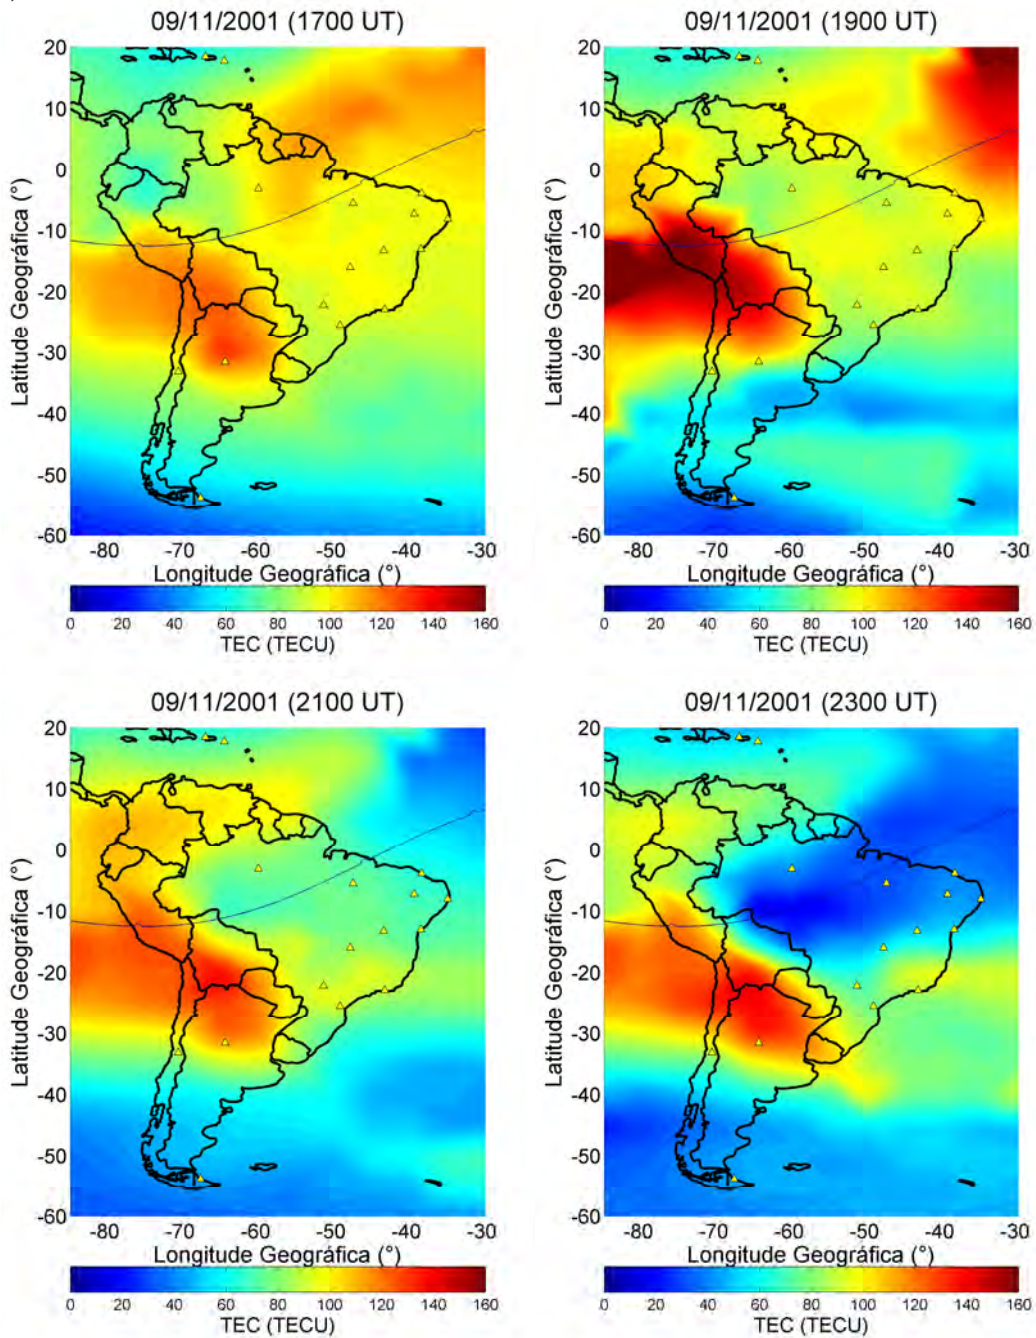 09/11/2001 (1700 UT)
20
10
0
-10
-20
-30
-40
-50
-60
Latitude Geográfica (°)
-80 -70 -60 -50 -40 -30
Longitude Geográfica (°)
0 20 40 60 80 100 120 140 160
TEC (TECU)
09/11/2001 (1900 UT)
20
10
0
-10
-20
-30
-40
-50
-60
Latitude Geográfica (°)
-80 -70 -60 -50 -40 -30
Longitude Geográfica (°)
0 20 40 60 80 100 120 140 160
TEC (TECU)
09/11/2001 (2100 UT)
20
10
0
-10
-20
-30
-40
-50
-60
Latitude Geográfica (°)
-80 -70 -60 -50 -40 -30
Longitude Geográfica (°)
0 20 40 60 80 100 120 140 160
TEC (TECU)
09/11/2001 (2300 UT)
20
10
0
-10
-20
-30
-40
-50
-60
Latitude Geográfica (°)
-80 -70 -60 -50 -40 -30
Longitude Geográfica (°)
0 20 40 60 80 100 120 140 160
TEC (TECU)